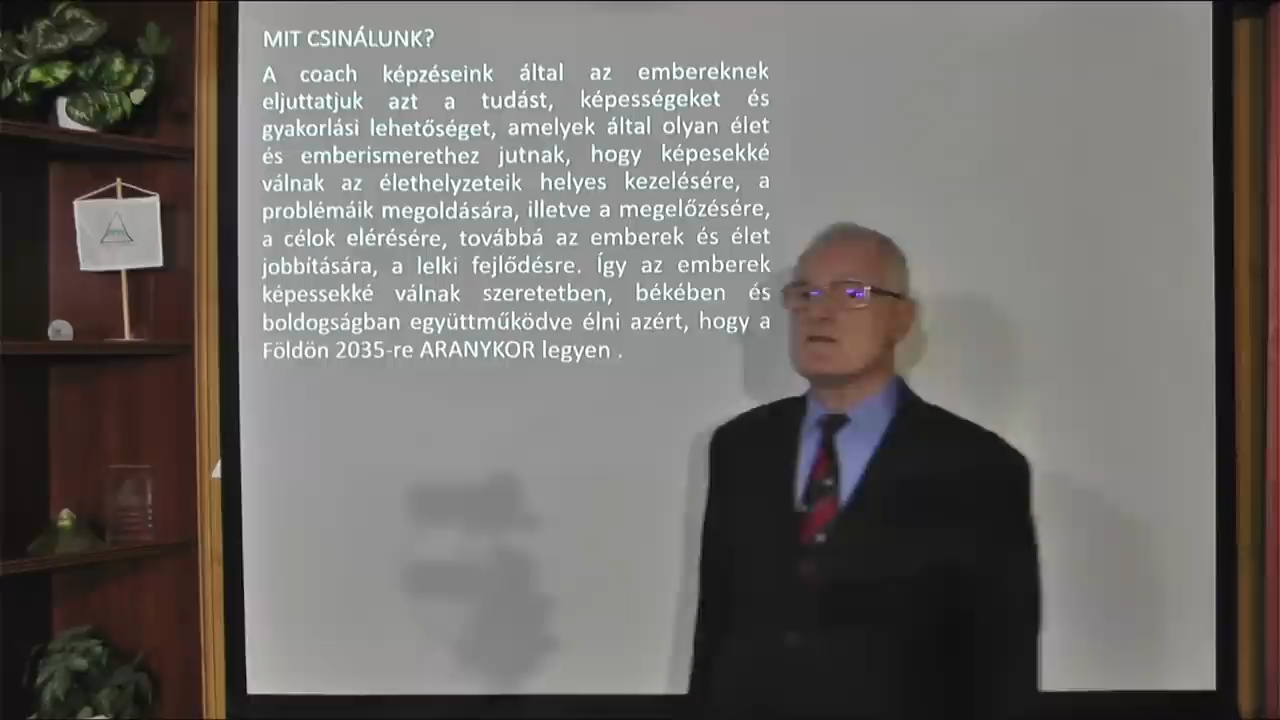 MIT CSINÁLUNK?
A coach képzéseink által az embereknek
eljuttatjuk azt a tudást, képességeket és
gyakorlási lehetőséget, amelyek által olyan élet
és emberismerethez jutnak, hogy képesekké
válnak az élethelyzeteik helyes kezelésére, a
problémáik megoldására, illetve a megelőzésére,
a célok elérésére, továbbá az emberek és élet
jobbítására, a lelki fejlődésre. Így az emberek
képessekké válnak szeretetben, békében és
boldogságban együttműködve élni azért, hogy a
Földön 2035-re ARANYKOR legyen .